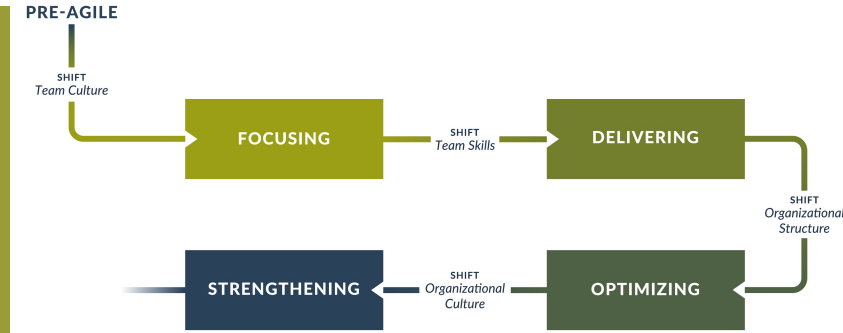 PRE-AGILE
SHIFT
Team Culture
FOCUSING
SHIFT
Team Skills
DELIVERING
SHIFT
Organizational
Structure
OPTIMIZING
SHIFT
Organizational
Culture
STRENGTHENING